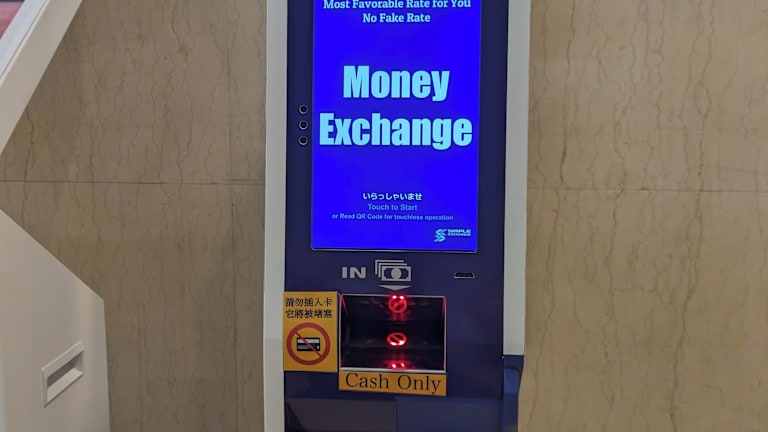 Most Favorable Rate for You
No Fake Rate
Money
Exchange
いらっしゃいませ
Touch to Start
or Read QR Code for touchless operation
SIMPLE
EXCHANGE
IN
請勿插入卡
它將被堵塞
Cash Only